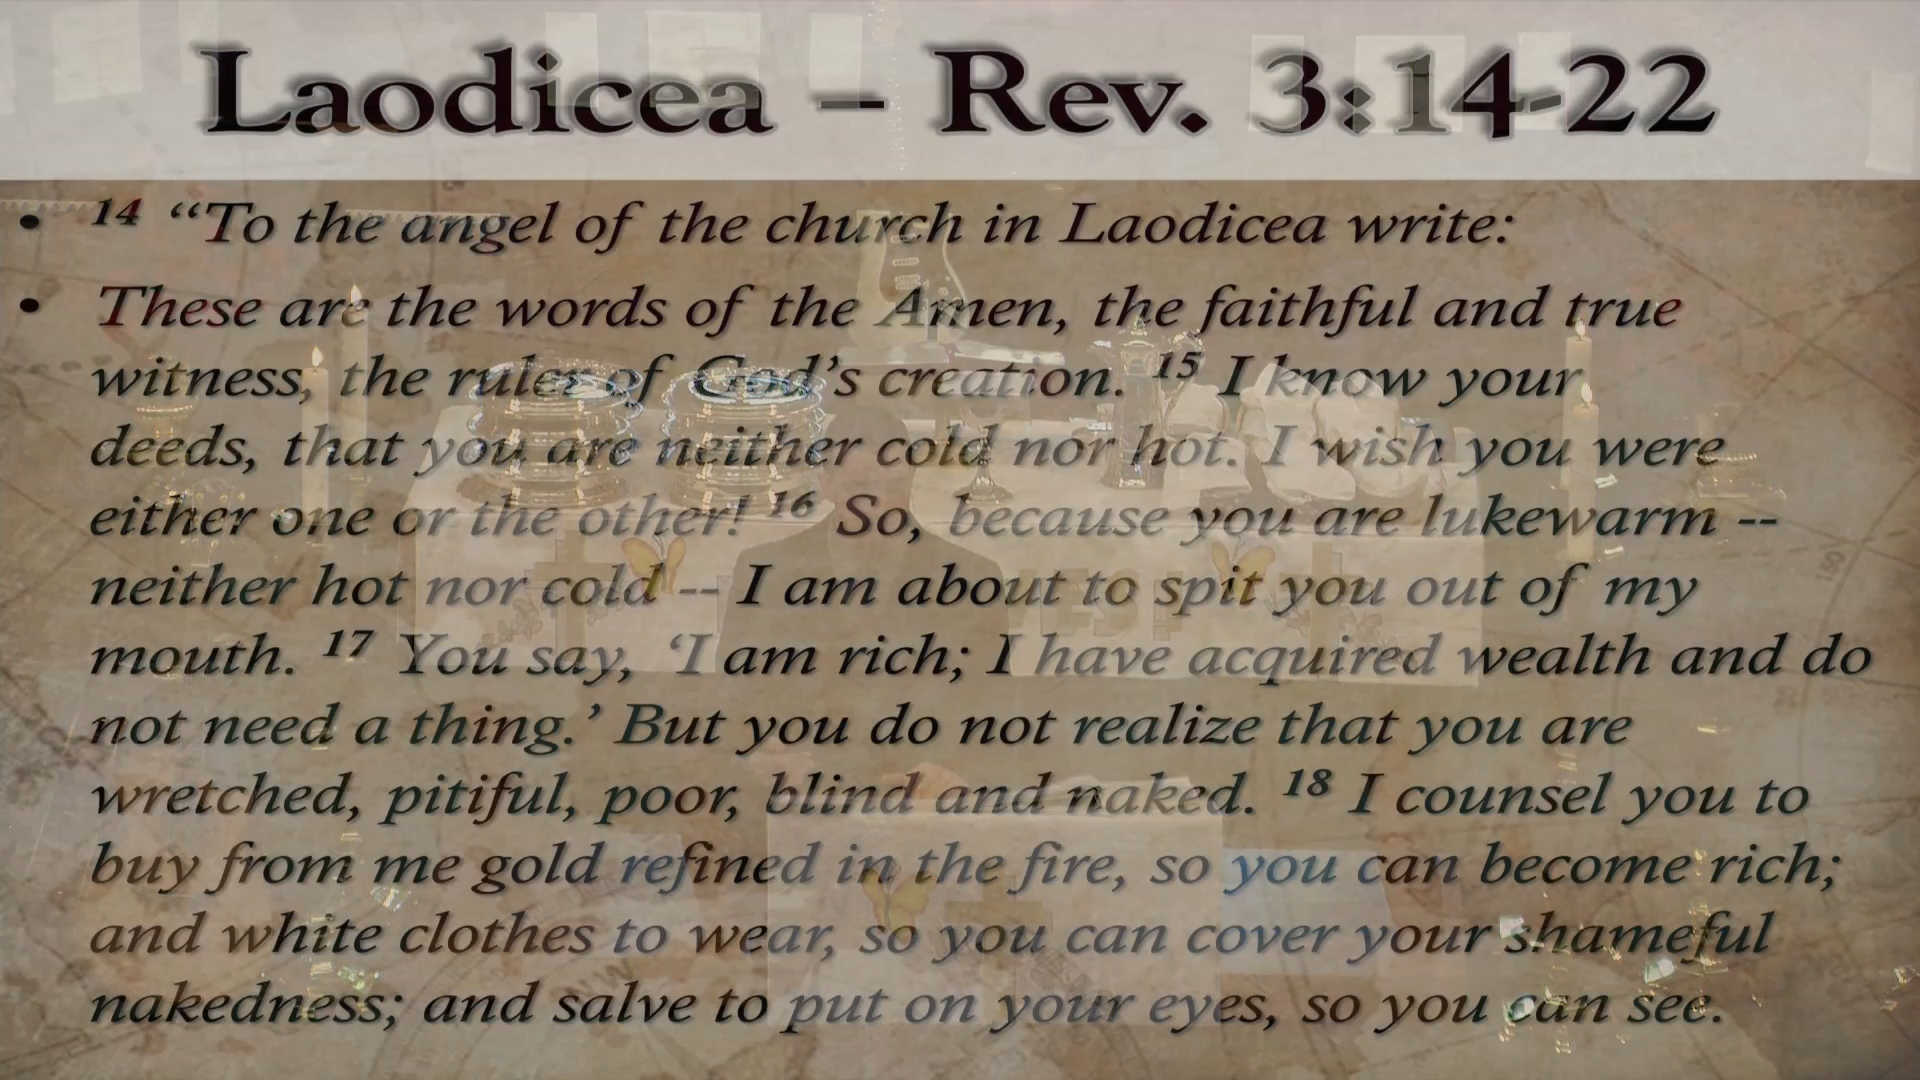 Laodicea – Rev. 3:14-22
• 14 “To the angel of the church in Laodicea write:
• These are the words of the Amen, the faithful and true
witness, the ruler of God’s creation. 15 I know your
deeds, that you are neither cold nor hot. I wish you were
either one or the other! 16 So, because you are lukewarm --
neither hot nor cold -- I am about to spit you out of my
mouth. 17 You say, ‘I am rich; I have acquired wealth and do
not need a thing.’ But you do not realize that you are
wretched, pitiful, poor, blind and naked. 18 I counsel you to
buy from me gold refined in the fire, so you can become rich;
and white clothes to wear, so you can cover your shameful
nakedness; and salve to put on your eyes, so you can see.